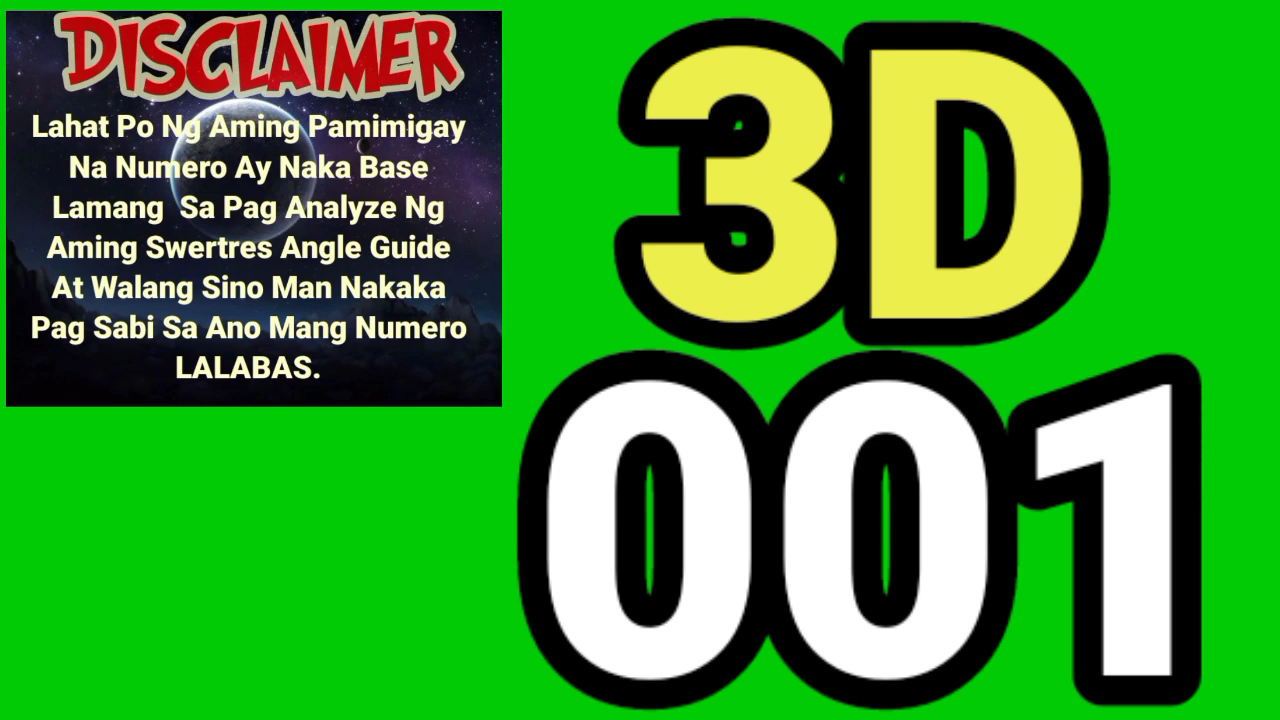 DISCLAIMER
Lahat Po Ng Aming Pamimigay
Na Numero Ay Naka Base
Lamang Sa Pag Analyze Ng
Aming Swertres Angle Guide
At Walang Sino Man Nakaka
Pag Sabi Sa Ano Mang Numero
LALABAS.
3D
001